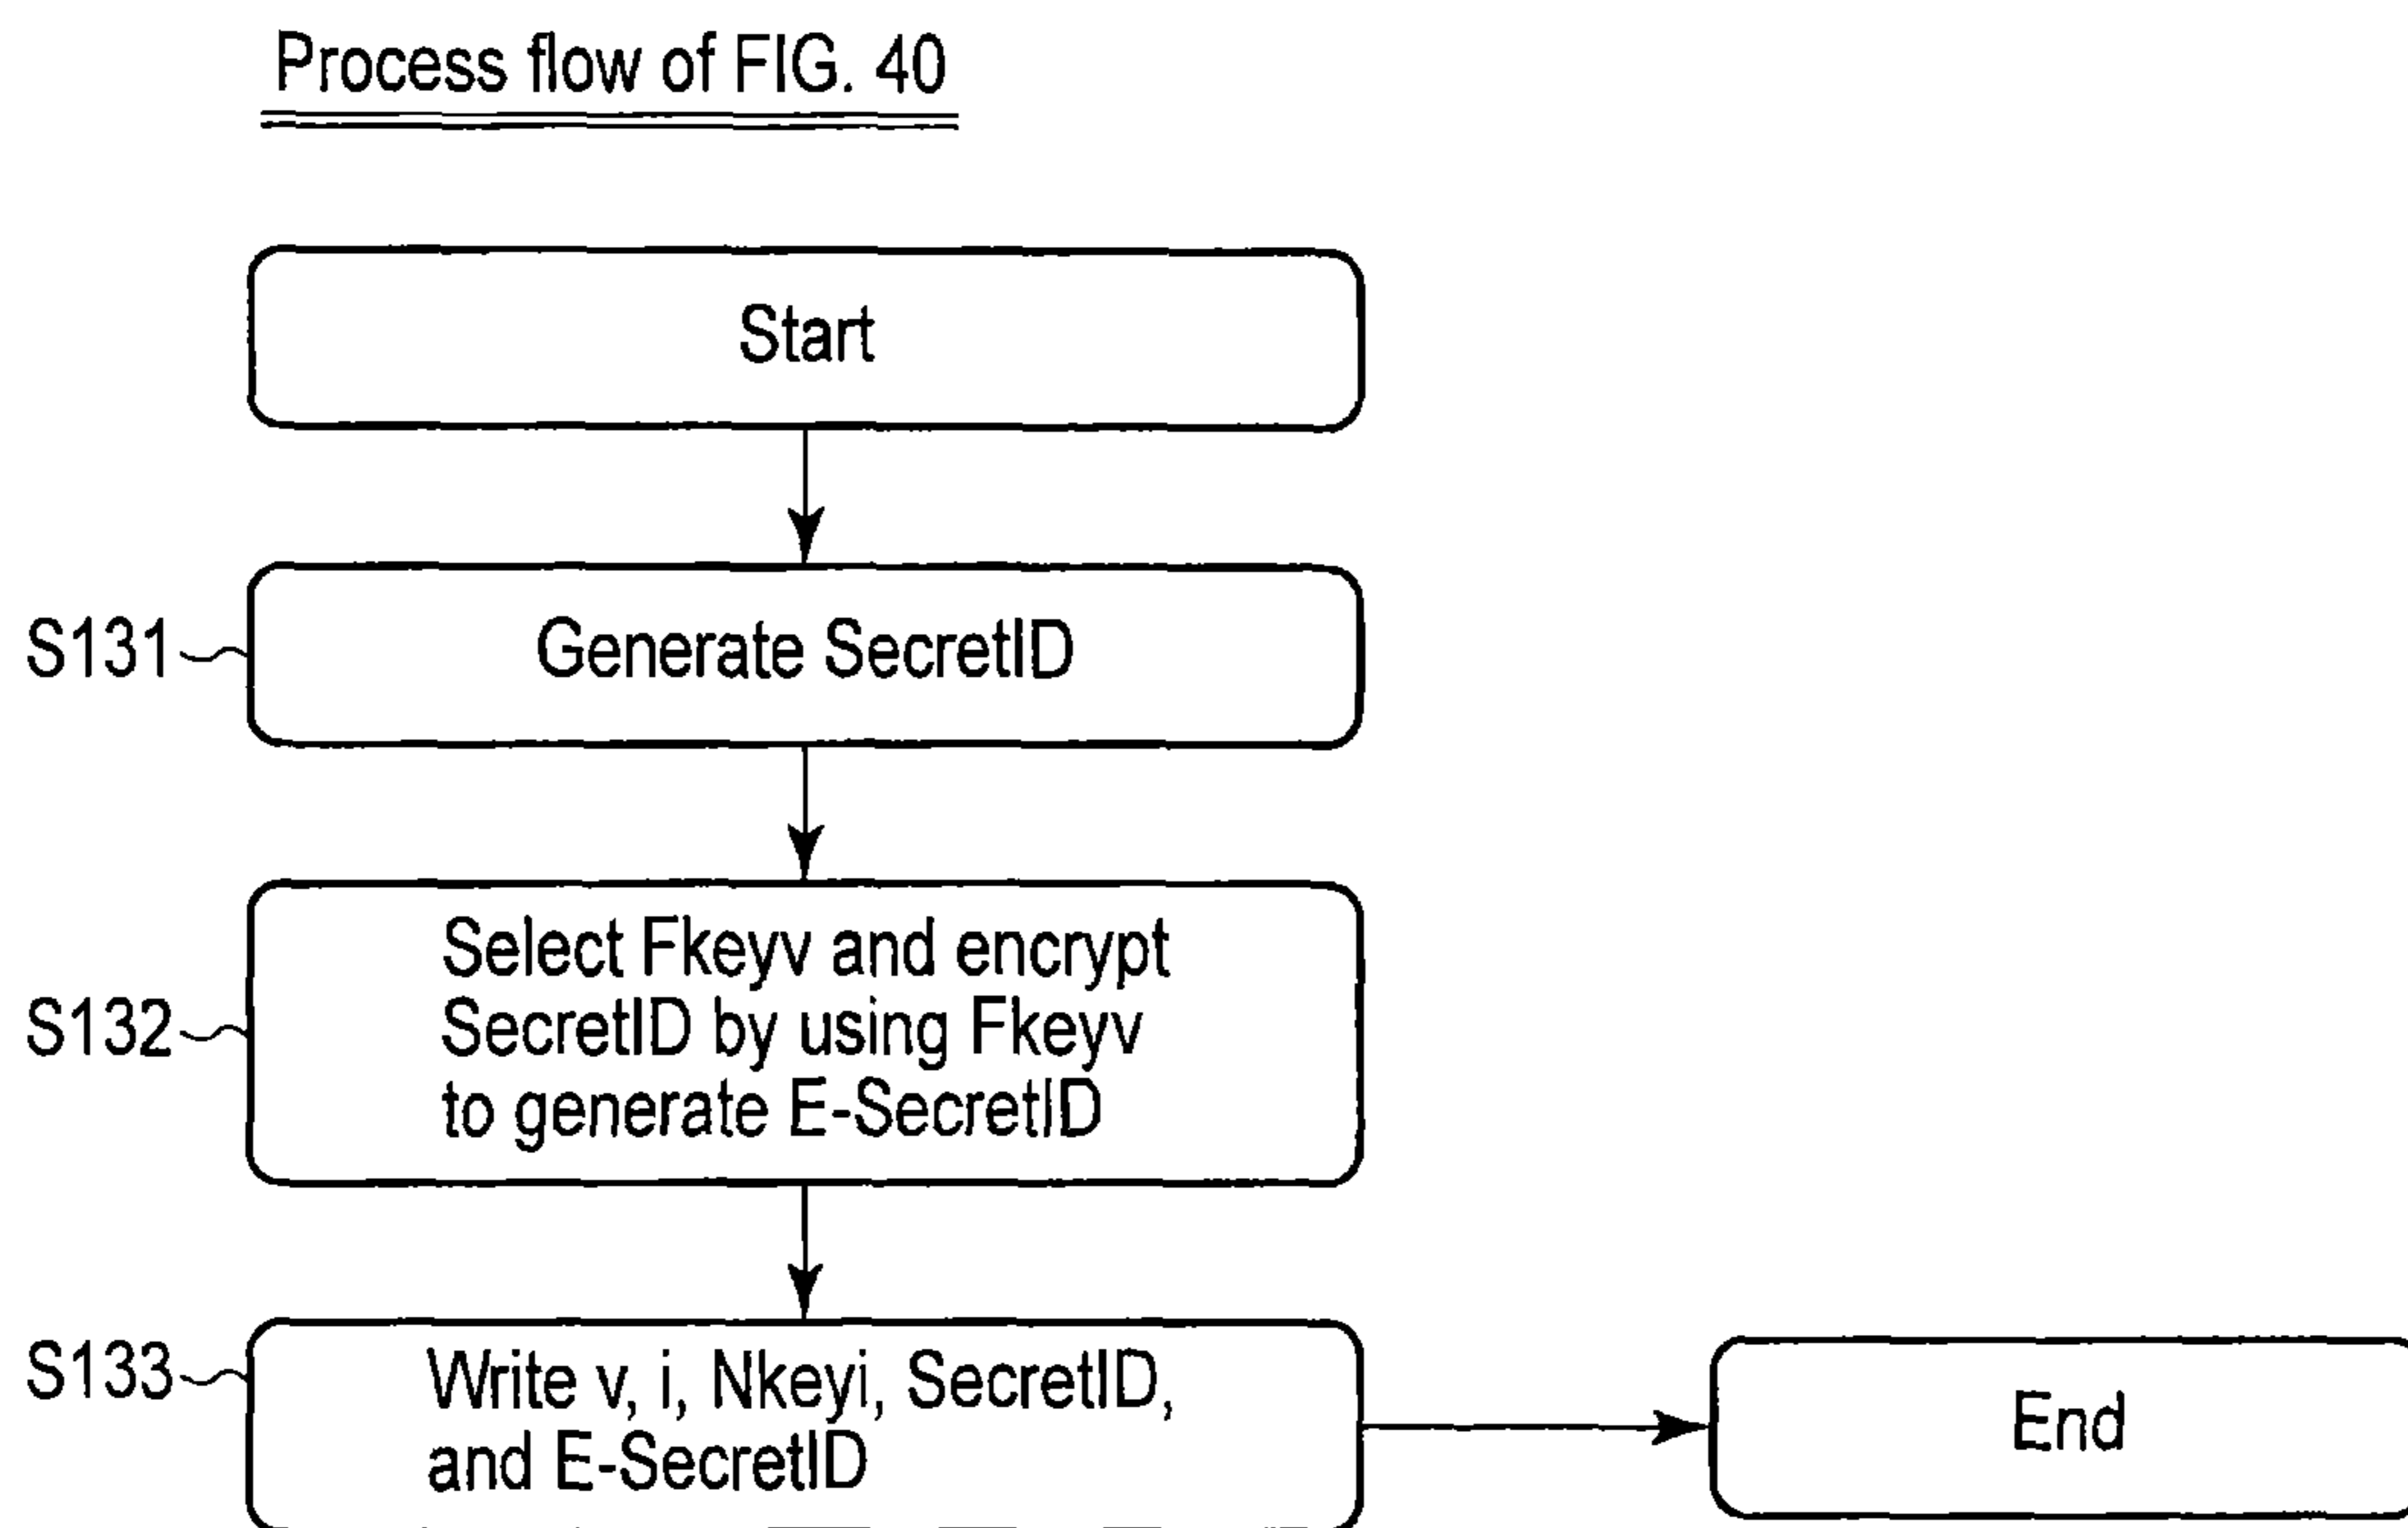 Process flow of FIG. 40
Start
S131
Generate SecretID
S132
Select Fkeyv and encrypt
SecretID by using Fkeyv
to generate E-SecretID
S133
Write v, i, Nkeyi, SecretID,
and E-SecretID
End